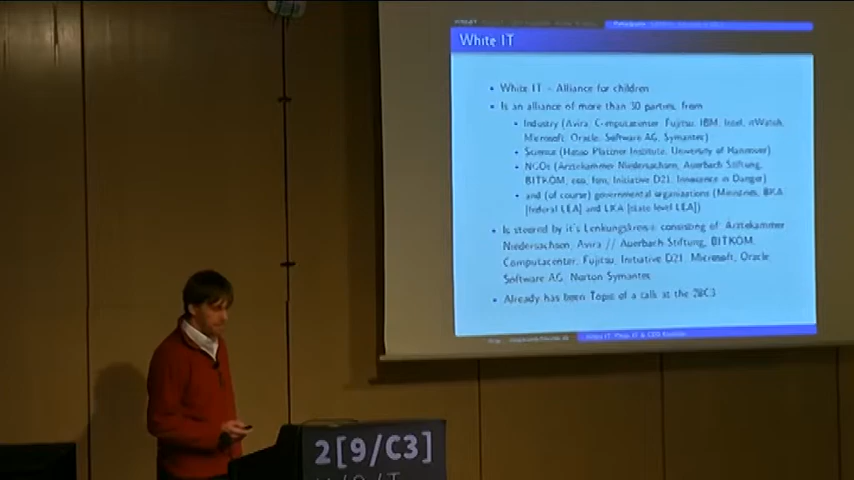 White IT
White IT - Alliance for children
Is an alliance of more than 30 parties from
Industry (Avira, Computacenter Fujitsu, IBM, Intel, itWatch,
Microsoft, Oracle, Software AG, Symantec)
Science (Hasso Plattner Institute, University of Hannover)
NGOs (Ärztekammer Niedersachsen, Auerbach Stiftung,
BITKOM, eco, fsm, Initiative D21, Innocence in Danger)
and (of course) governmental organisations (Ministries, BKA
[federal LEA] and LKA [state level LEA])
Is steered by it's Lenkungskreis consisting of Ärztekammer
Niedersachsen, Avira // Auerbach Stiftung, BITKOM,
Computacenter, Fujitsu, Initiative D21, Microsoft, Oracle
Software AG, Norton Symantec
Already has been Topic of a talk at the 28C3
2[9/C3]